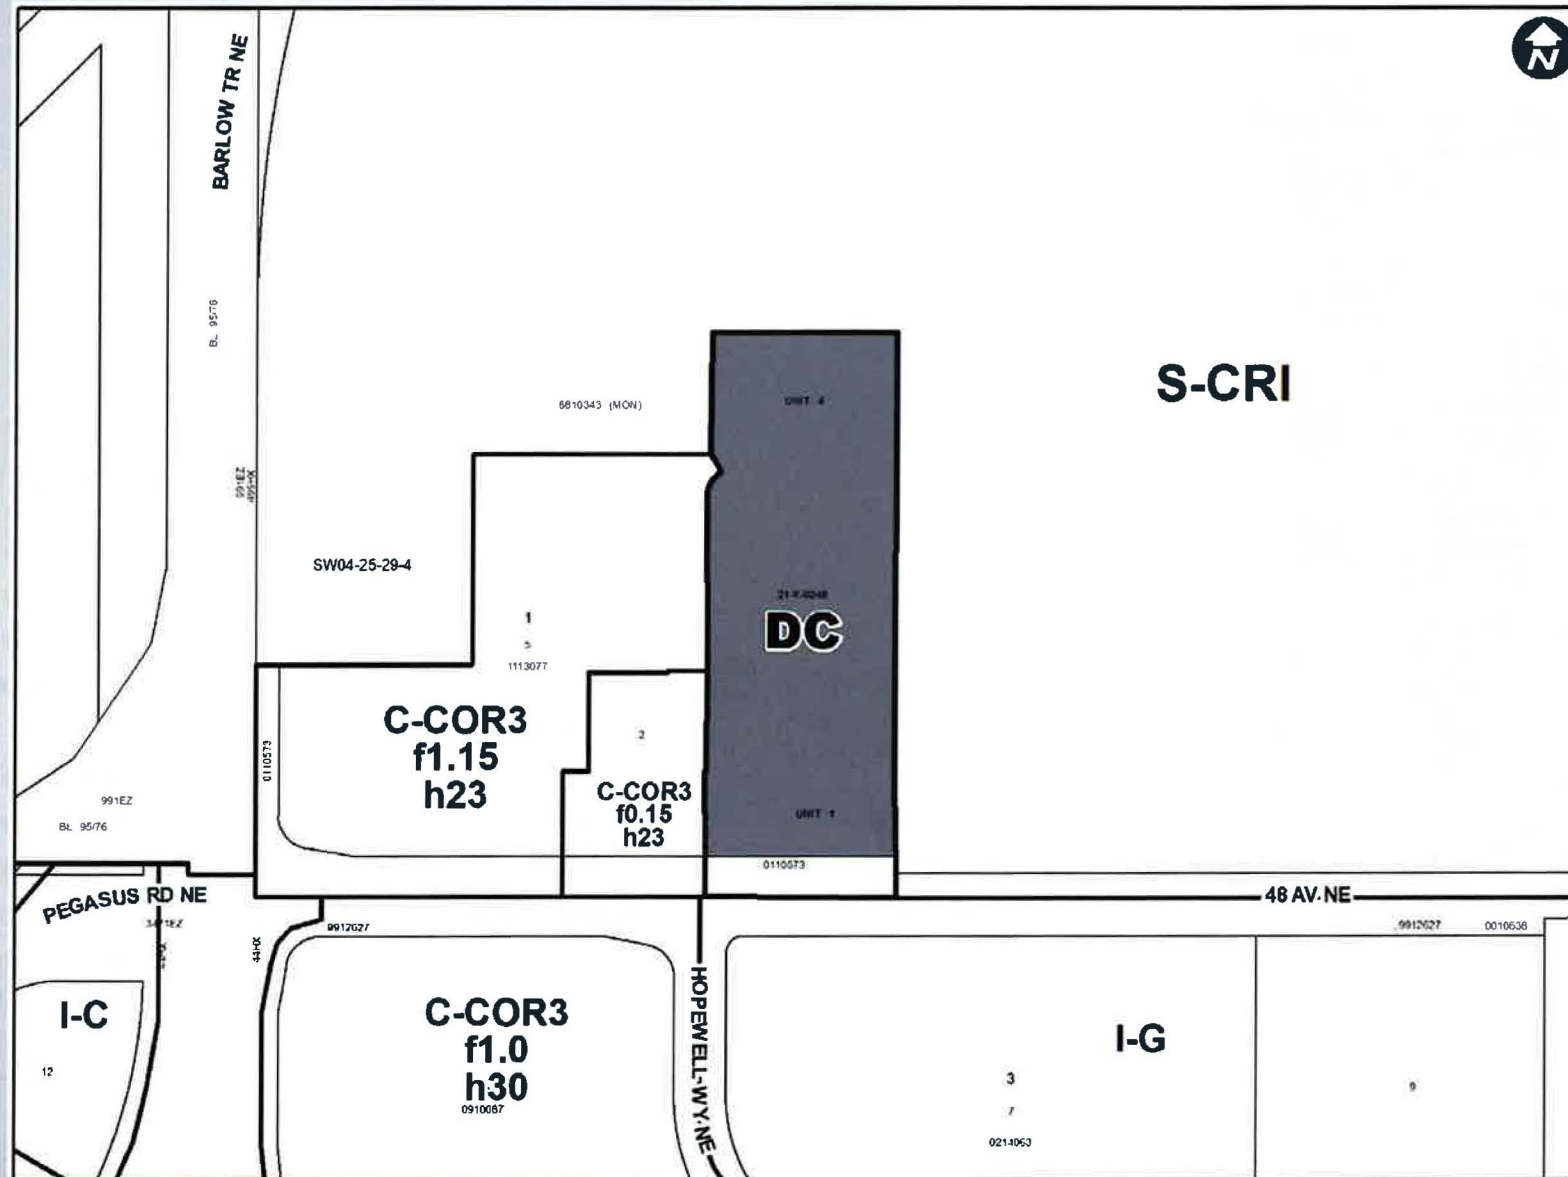 N
BARLOW TR NE
BL 95/76
S-CRI
6810343 (MON)
UNIT 4
991EZ
SW04-25-29-4
DC
1
5
1113077
C-COR3
f1.15
h23
0110573
2
C-COR3
f0.15
h23
UNIT 1
991EZ
BL 95/76
0110573
PEGASUS RD NE
48 AV NE
9912627
9912627
0010636
44HX
HOPEWELL WY NE
I-C
12
C-COR3
f1.0
h30
0910087
I-G
3
7
0214063
9